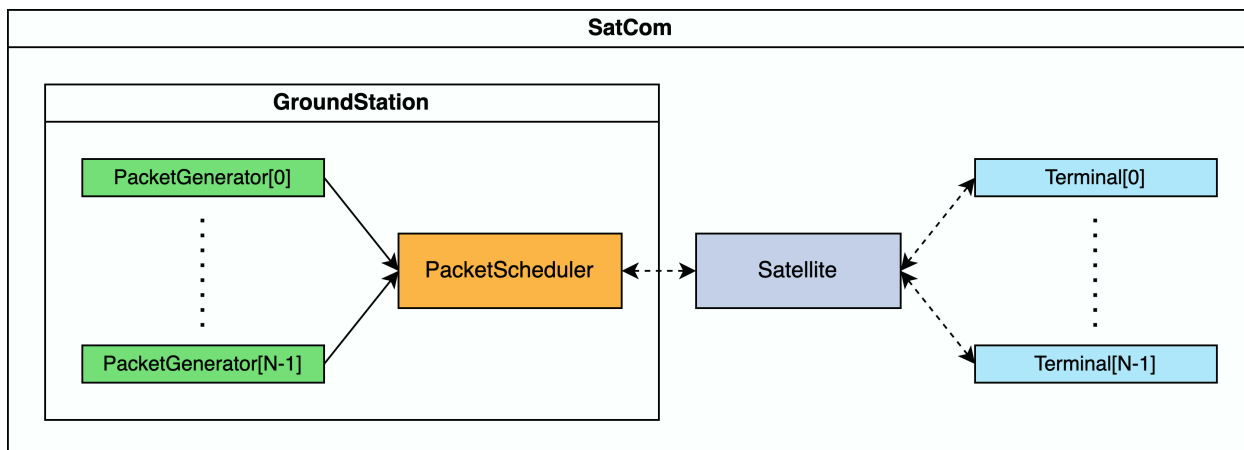 SatCom
GroundStation
PacketGenerator[0]
PacketGenerator[N-1]
PacketScheduler
Satellite
Terminal[0]
Terminal[N-1]